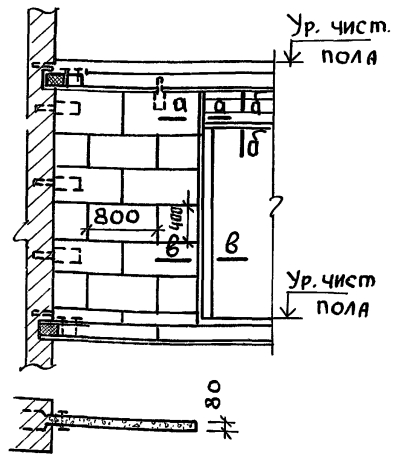 Ур. чист.
пола
а а б
б
800
400
в в
Ур. чист
пола
80